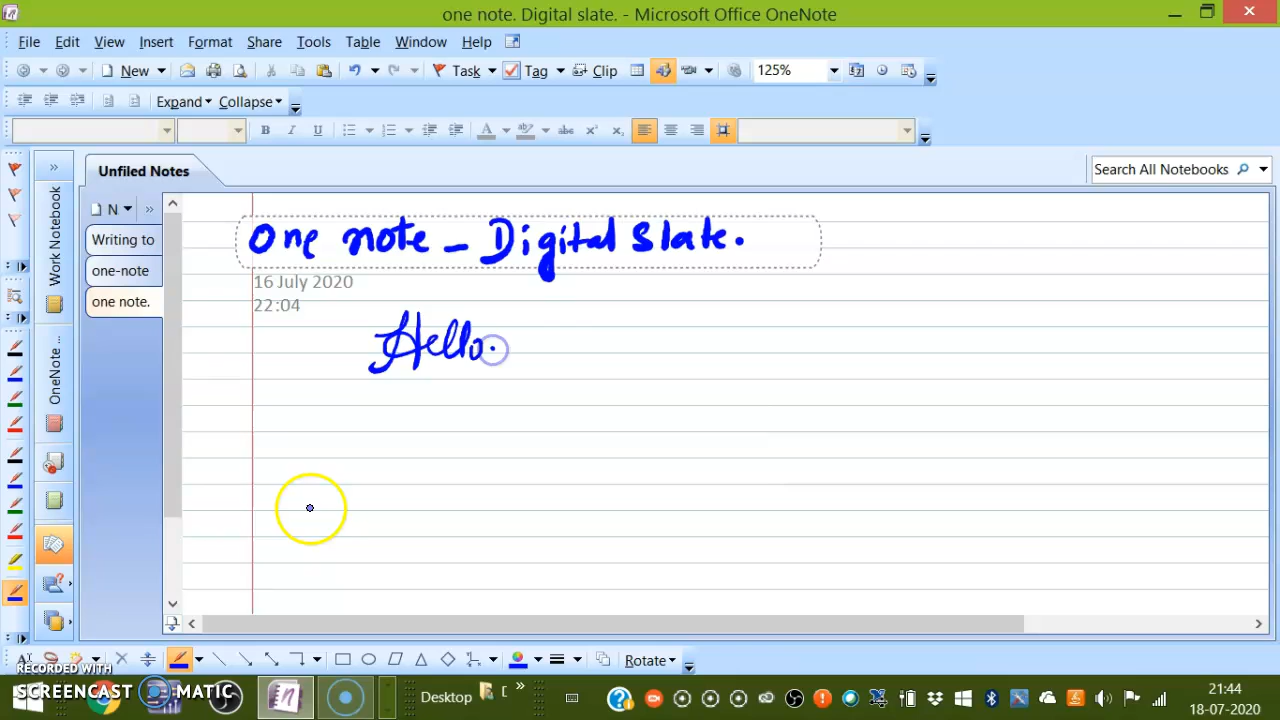 one note. Digital slate. - Microsoft Office OneNote
File Edit View Insert Format Share Tools Table Window Help
New Task Tag Clip 125%
Expand Collapse
Unfiled Notes
Search All Notebooks
N
Work Notebook
OneNote ...
Writing to
one-note
one note.
One note - Digital Slate.
16 July 2020
22:04
Hello.
Rotate
RECORDED WITH
SCREENCAST MATIC
Desktop
21:44
18-07-2020